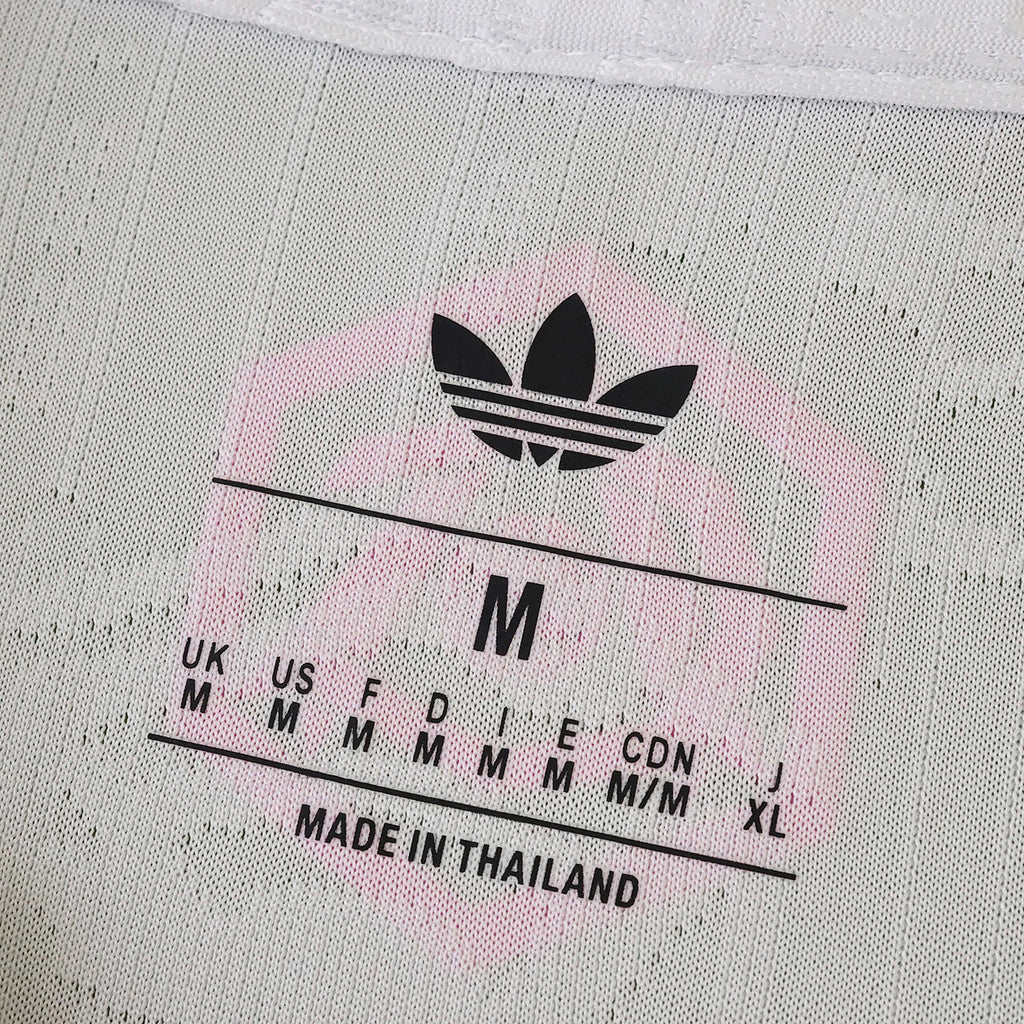 M
UK US F D I E CDN J
M M M M M M M/M XL
MADE IN THAILAND